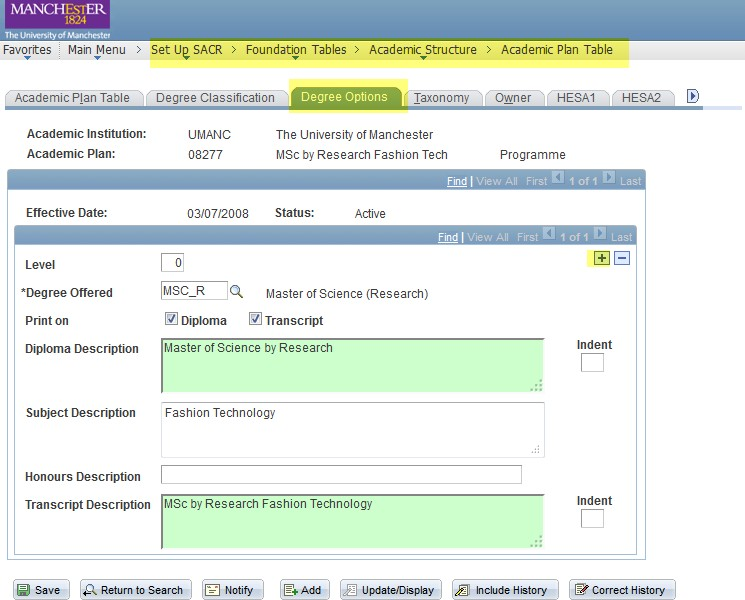 MANCHESTER
1824
The University of Manchester
Favorites Main Menu > Set Up SACR > Foundation Tables > Academic Structure > Academic Plan Table
Academic Plan Table Degree Classification Degree Options Taxonomy Owner HESA1 HESA2
Academic Institution: UMANC The University of Manchester
Academic Plan: 08277 MSc by Research Fashion Tech Programme
Find | View All First 1 of 1 Last
Effective Date: 03/07/2008 Status: Active
Find | View All First 1 of 1 Last
Level 0
*Degree Offered MSC_R Master of Science (Research)
Print on Diploma Transcript
Diploma Description Master of Science by Research Indent
Subject Description Fashion Technology
Honours Description
Transcript Description MSc by Research Fashion Technology Indent
Save Return to Search Notify Add Update/Display Include History Correct History